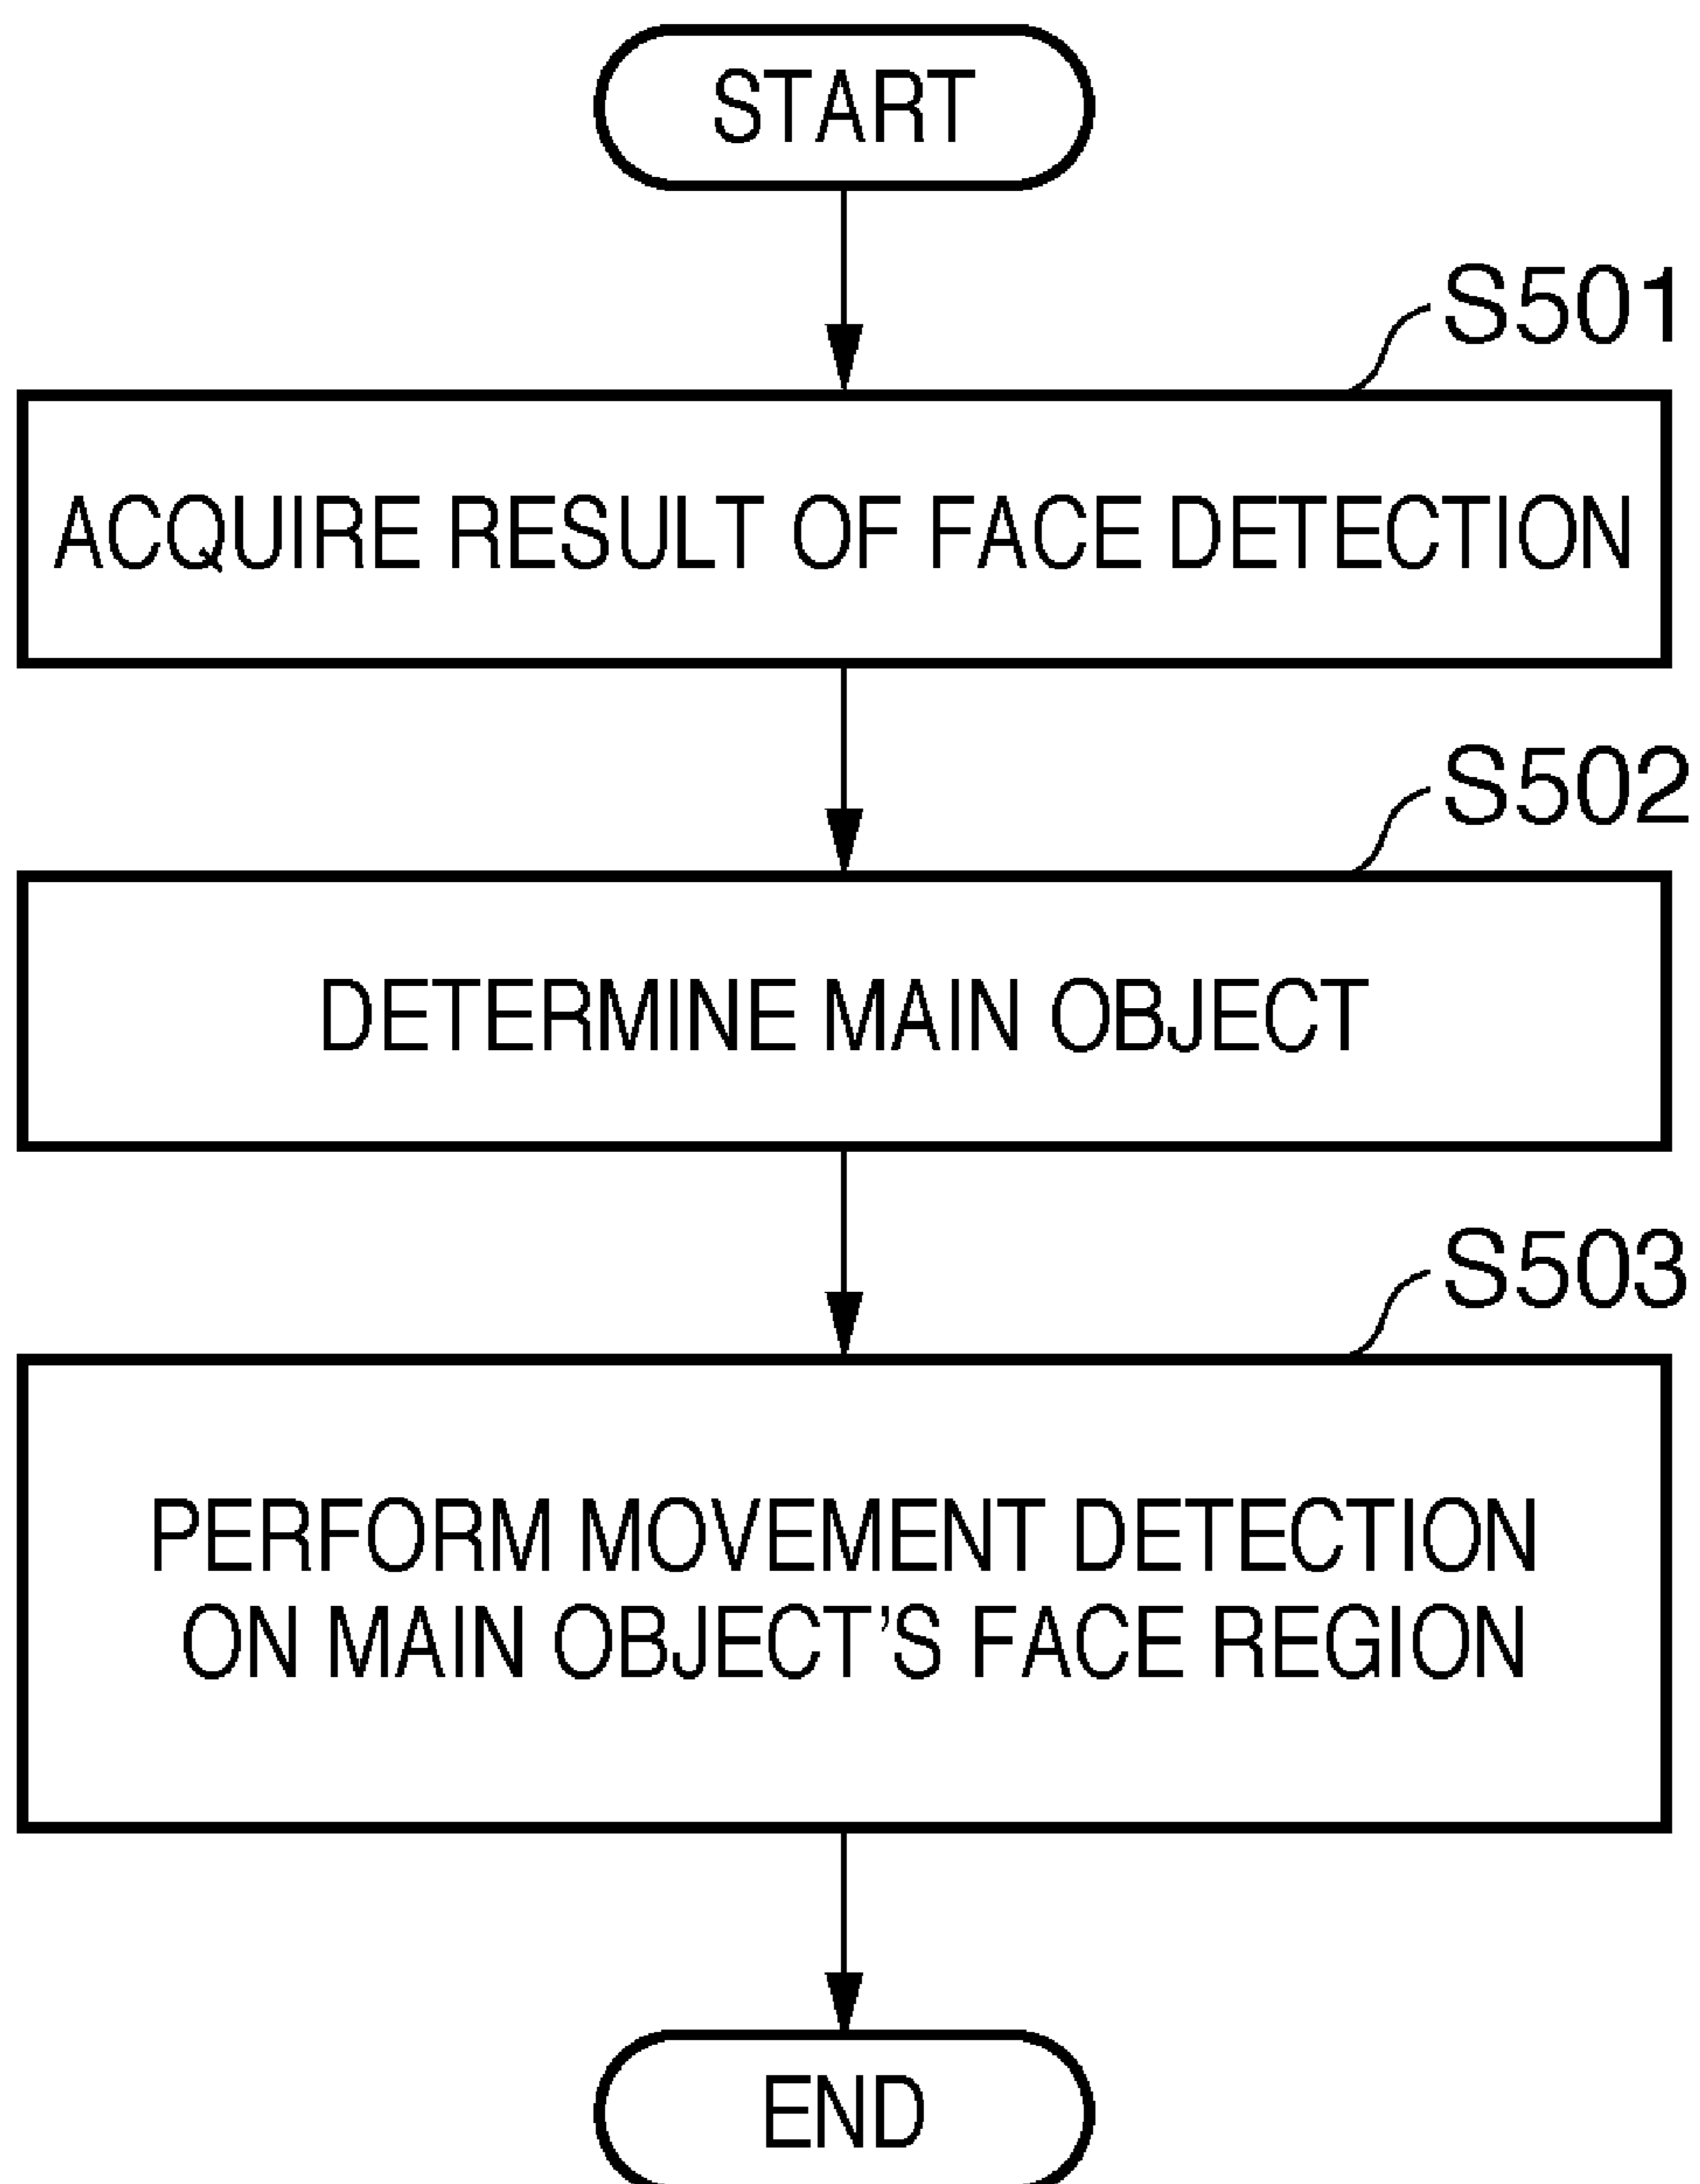 START
S501
ACQUIRE RESULT OF FACE DETECTION
S502
DETERMINE MAIN OBJECT
S503
PERFORM MOVEMENT DETECTION
ON MAIN OBJECT'S FACE REGION
END